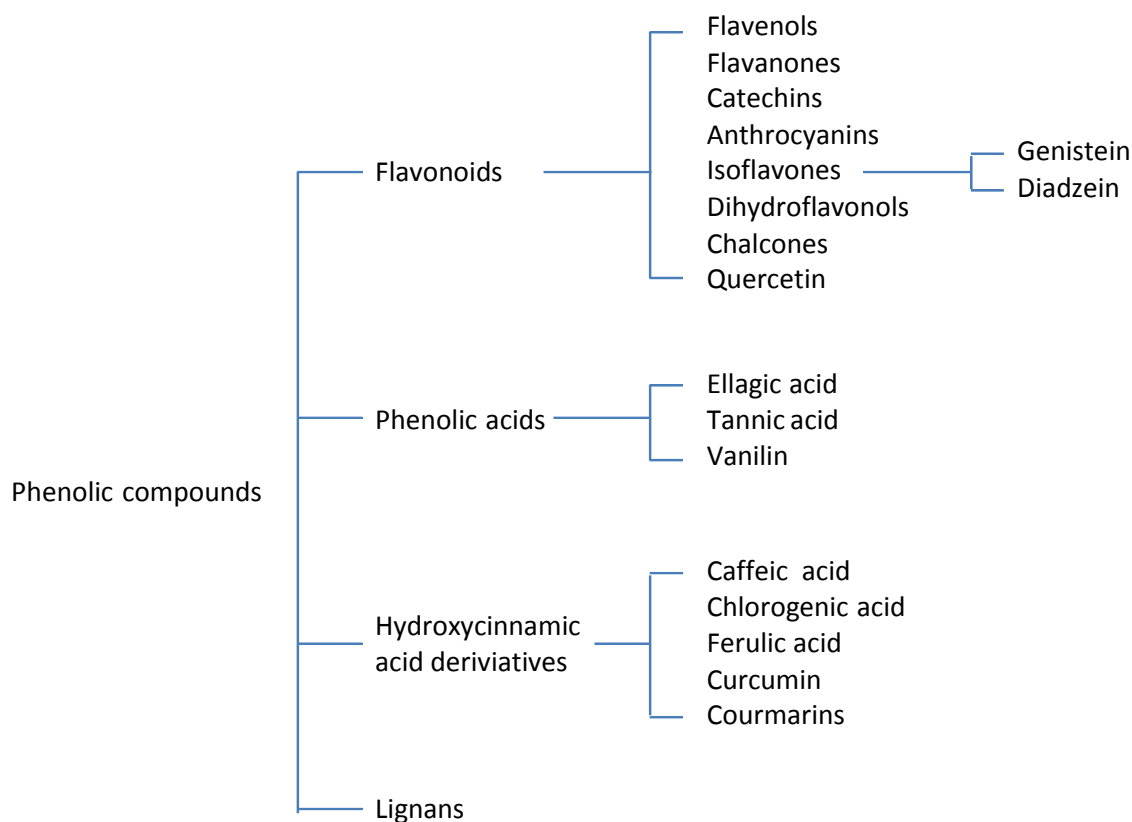 Phenolic compounds
Flavonoids
Flavenols
Flavanones
Catechins
Anthrocyanins
Isoflavones
Genistein
Diadzein
Dihydroflavonols
Chalcones
Quercetin
Phenolic acids
Ellagic acid
Tannic acid
Vanilin
Hydroxycinnamic
acid deriviatives
Caffeic acid
Chlorogenic acid
Ferulic acid
Curcumin
Courmarins
Lignans